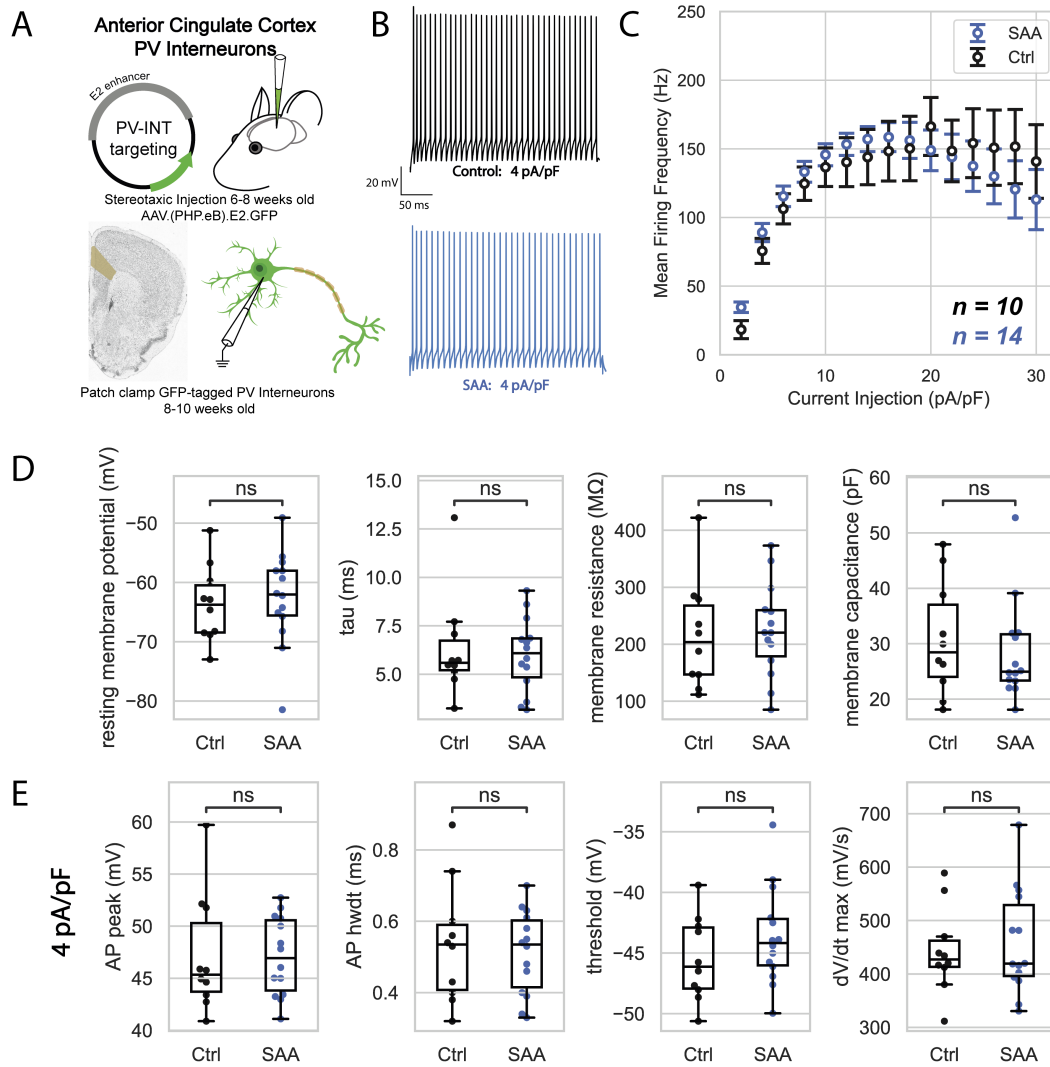 A
Anterior Cingulate Cortex
PV Interneurons
E2 enhancer
PV-INT
targeting
Stereotaxic Injection 6-8 weeks old
AAV.(PHP.eB).E2.GFP
Patch clamp GFP-tagged PV Interneurons
8-10 weeks old
B
Control: 4 pA/pF
20 mV
50 ms
SAA: 4 pA/pF
C
Mean Firing Frequency (Hz)
250
200
150
100
50
0
SAA
Ctrl
n = 10
n = 14
0
10
20
30
Current Injection (pA/pF)
D
resting membrane potential (mV)
−50
−60
−70
−80
ns
Ctrl
SAA
tau (ms)
15.0
12.5
10.0
7.5
5.0
ns
Ctrl
SAA
membrane resistance (MΩ)
400
300
200
100
ns
Ctrl
SAA
membrane capacitance (pF)
60
50
40
30
20
ns
Ctrl
SAA
E
4 pA/pF
AP peak (mV)
60
55
50
45
40
ns
Ctrl
SAA
AP hwdt (ms)
0.8
0.6
0.4
ns
Ctrl
SAA
threshold (mV)
−35
−40
−45
−50
ns
Ctrl
SAA
dV/dt max (mV/s)
700
600
500
400
300
ns
Ctrl
SAA